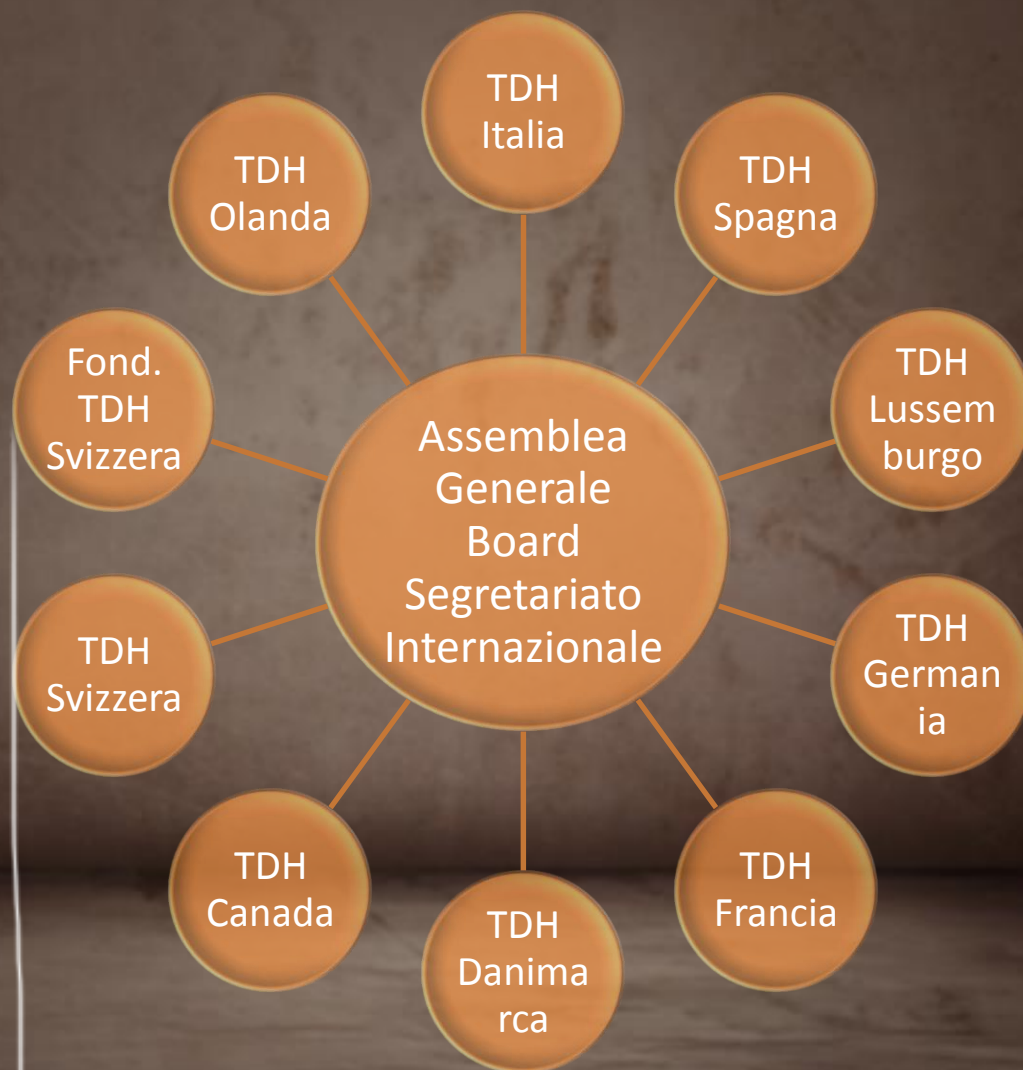 TDH
Italia
TDH
Spagna
TDH
Lussem
burgo
TDH
German
ia
TDH
Francia
TDH
Danima
rca
TDH
Canada
TDH
Svizzera
Fond.
TDH
Svizzera
TDH
Olanda
Assemblea
Generale
Board
Segretariato
Internazionale